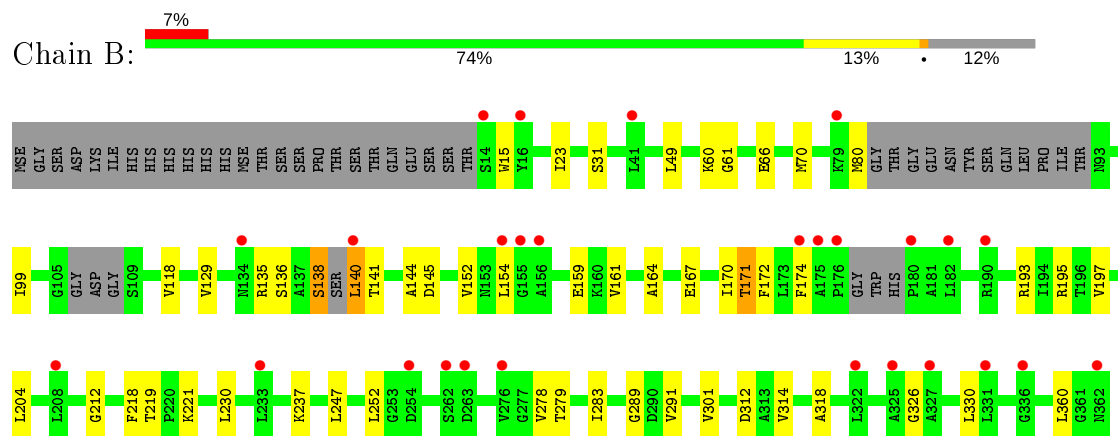 7%
Chain B:
74% 13% • 12%
MSE GLY SER ASP LYS ILE HIS HIS HIS HIS HIS HIS MSE THR SER SER PRO THR SER THR GLN GLU SER SER THR S14 W15 Y16 I23 S31 L41 L49 K60 G61 E66 M70 K79 M80 GLY THR GLY GLU ASN TYR SER GLN LEU PRO ILE THR N93
I99 G105 GLY ASP GLY S109 V118 V129 N134 R135 S136 A137 S138 SER L140 T141 A144 D145 V152 N153 L154 G155 A156 E159 K160 V161 A164 E167 I170 T171 F172 L173 F174 A175 P176 GLY TRP HIS P180 A181 L182 R190 R193 I194 R195 T196 V197
L204 L208 G212 F218 T219 P220 K221 L230 L233 K237 L247 L252 G253 D254 S262 D263 V276 G277 V278 T279 I283 G289 D290 V291 V301 D312 A313 V314 A318 L322 A325 G326 A327 L330 L331 G336 L360 G361 N362